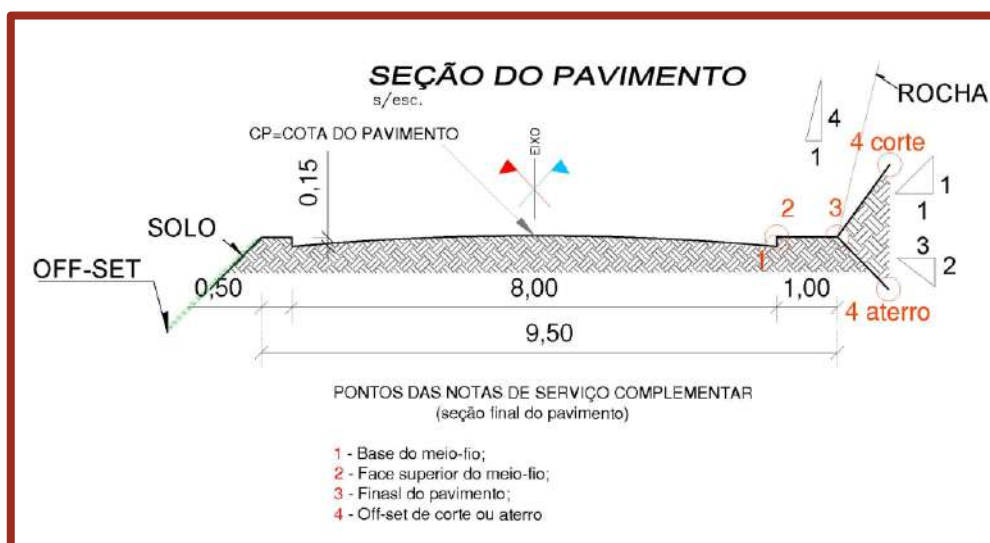 SEÇÃO DO PAVIMENTO
s/esc.
ROCHA
CP=COTA DO PAVIMENTO
EIXO
4
1
4 corte
0,15
1
1
2
3
SOLO
1
3
2
OFF-SET
0,50
8,00
1,00
4 aterro
9,50
PONTOS DAS NOTAS DE SERVIÇO COMPLEMENTAR
(seção final do pavimento)
1 - Base do meio-fio;
2 - Face superior do meio-fio;
3 - Finasl do pavimento;
4 - Off-set de corte ou aterro